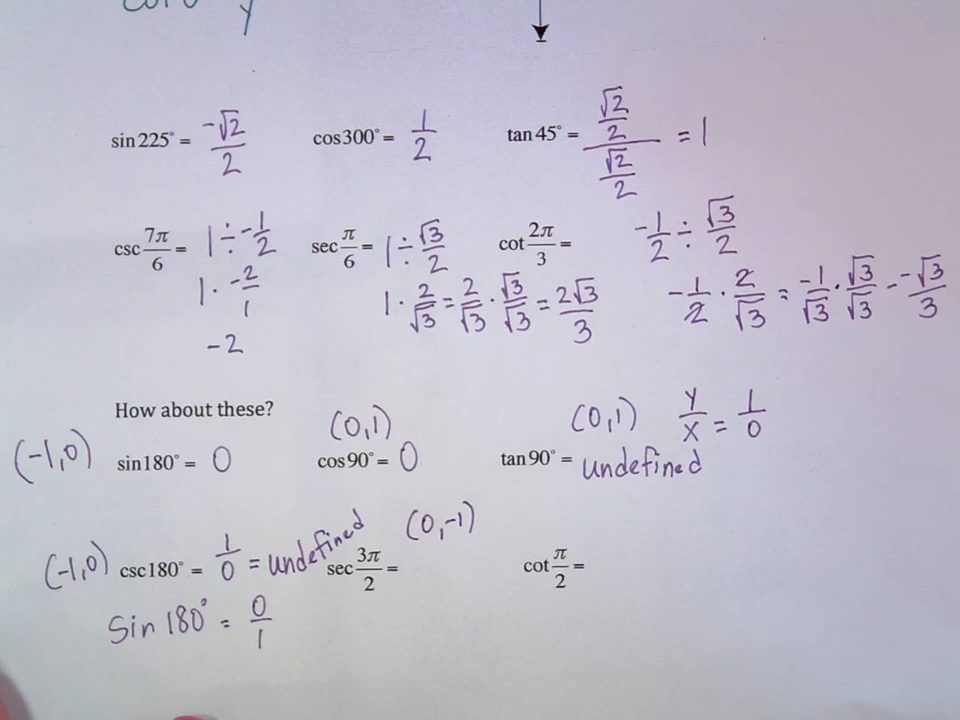 y
sin 225° = -√2/2 cos 300° = 1/2 tan 45° = (√2/2)/(√2/2) = 1
csc 7π/6 = 1 ÷ -1/2 sec π/6 = 1 ÷ √3/2 cot 2π/3 = -1/2 ÷ √3/2
1 · -2/1 1 · 2/√3 = 2/√3 · √3/√3 = 2√3/3 -1/2 · 2/√3 = -1/√3 · √3/√3 - -√3/3
-2
How about these?
(0,1) (0,1) y/x = 1/0
(-1,0) sin 180° = 0 cos 90° = 0 tan 90° = undefined
(0,-1)
(-1,0) csc 180° = 1/0 = undefined sec 3π/2 = cot π/2 =
Sin 180° = 0/1